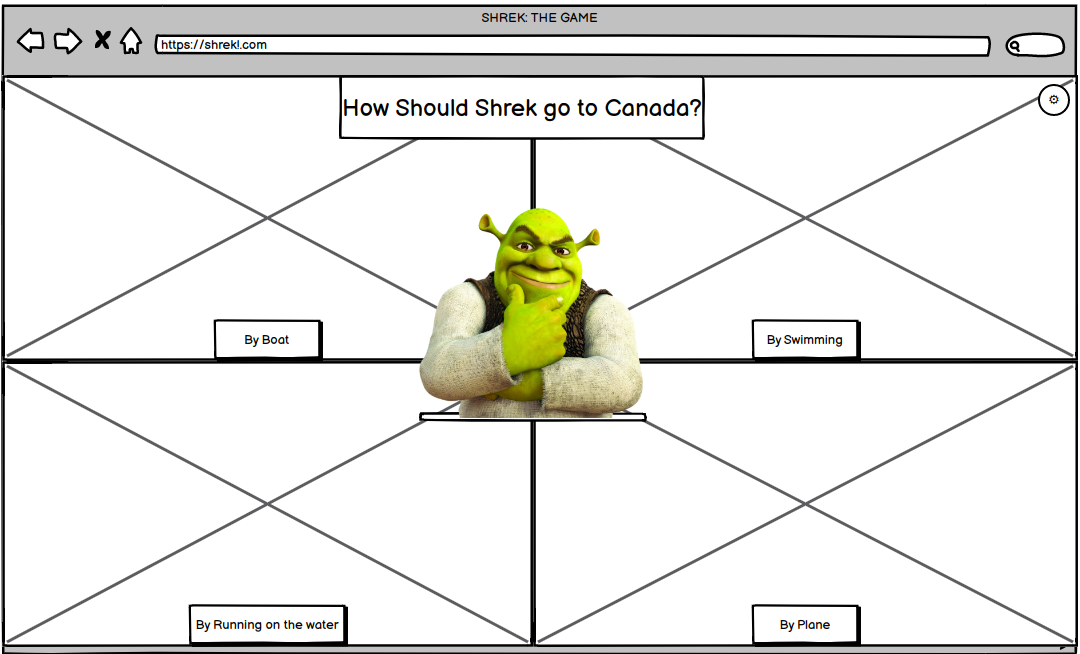 SHREK: THE GAME
https://shrek!.com
How Should Shrek go to Canada?
By Boat
By Swimming
By Running on the water
By Plane